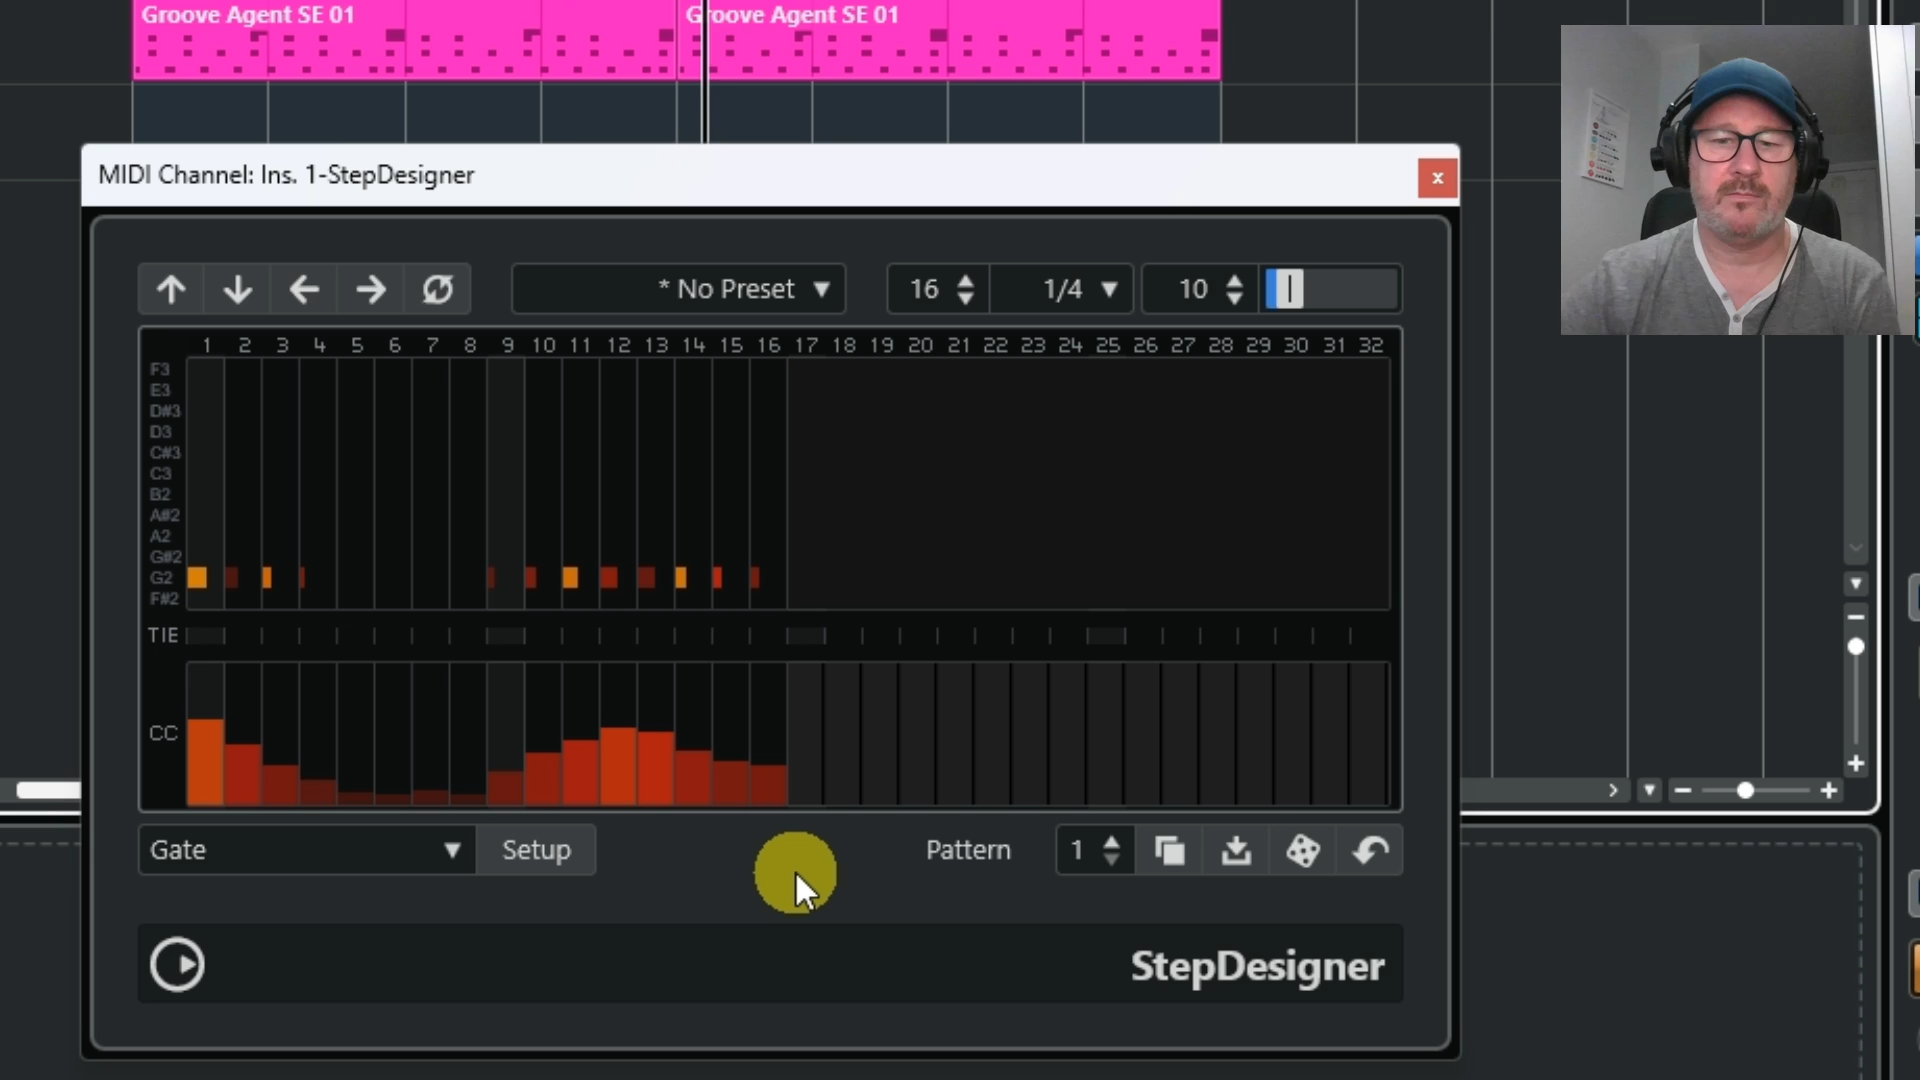 Groove Agent SE 01 Groove Agent SE 01
MIDI Channel: Ins. 1-StepDesigner x
* No Preset 16 1/4 10
1 2 3 4 5 6 7 8 9 10 11 12 13 14 15 16 17 18 19 20 21 22 23 24 25 26 27 28 29 30 31 32
F3
E3
D#3
D3
C#3
C3
B2
A#2
A2
G#2
G2
F#2
TIE
CC
Gate Setup Pattern 1
StepDesigner